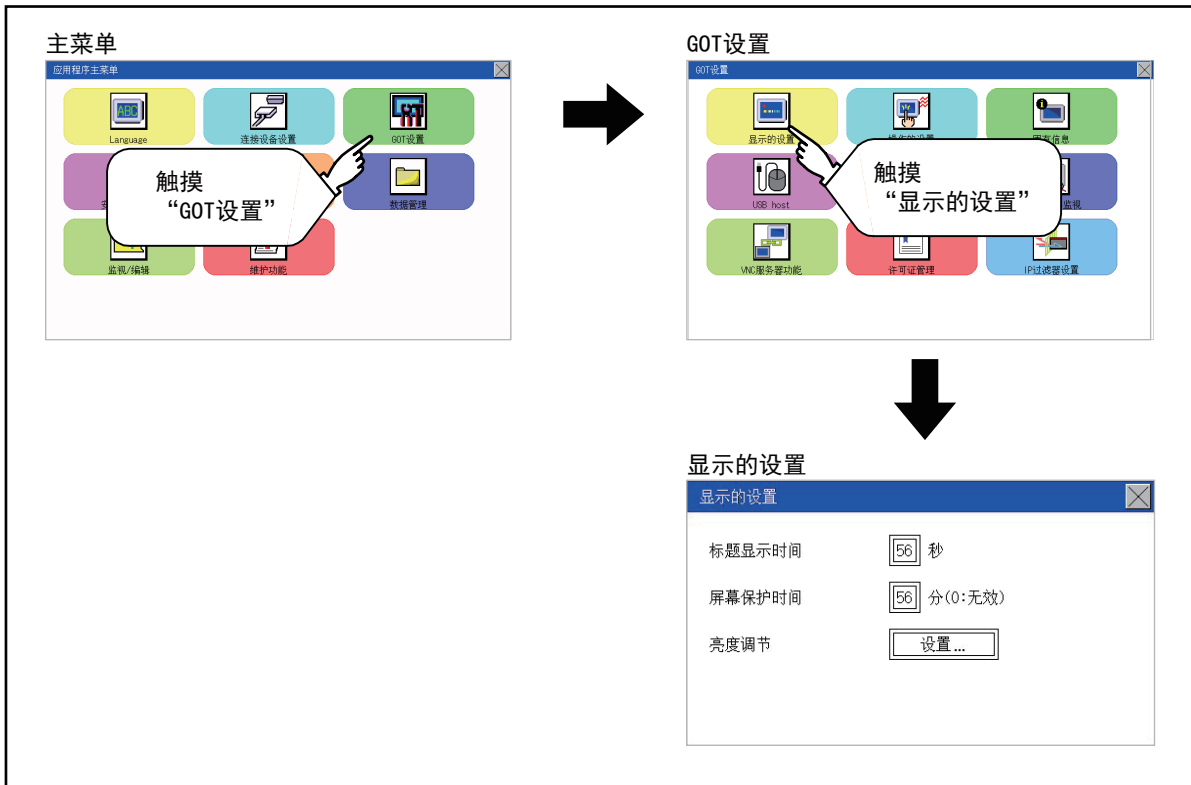 主菜单
应用程序主菜单
Language
连接设备设置
GOT设置
触摸
“GOT设置”
数据管理
监视/编辑
维护功能
GOT设置
GOT设置
显示的设置
固有信息
触摸
“显示的设置”
USB host
监视
VNC服务器功能
许可证管理
IP过滤器设置
显示的设置
显示的设置
标题显示时间 56 秒
屏幕保护时间 56 分(0:无效)
亮度调节 设置...